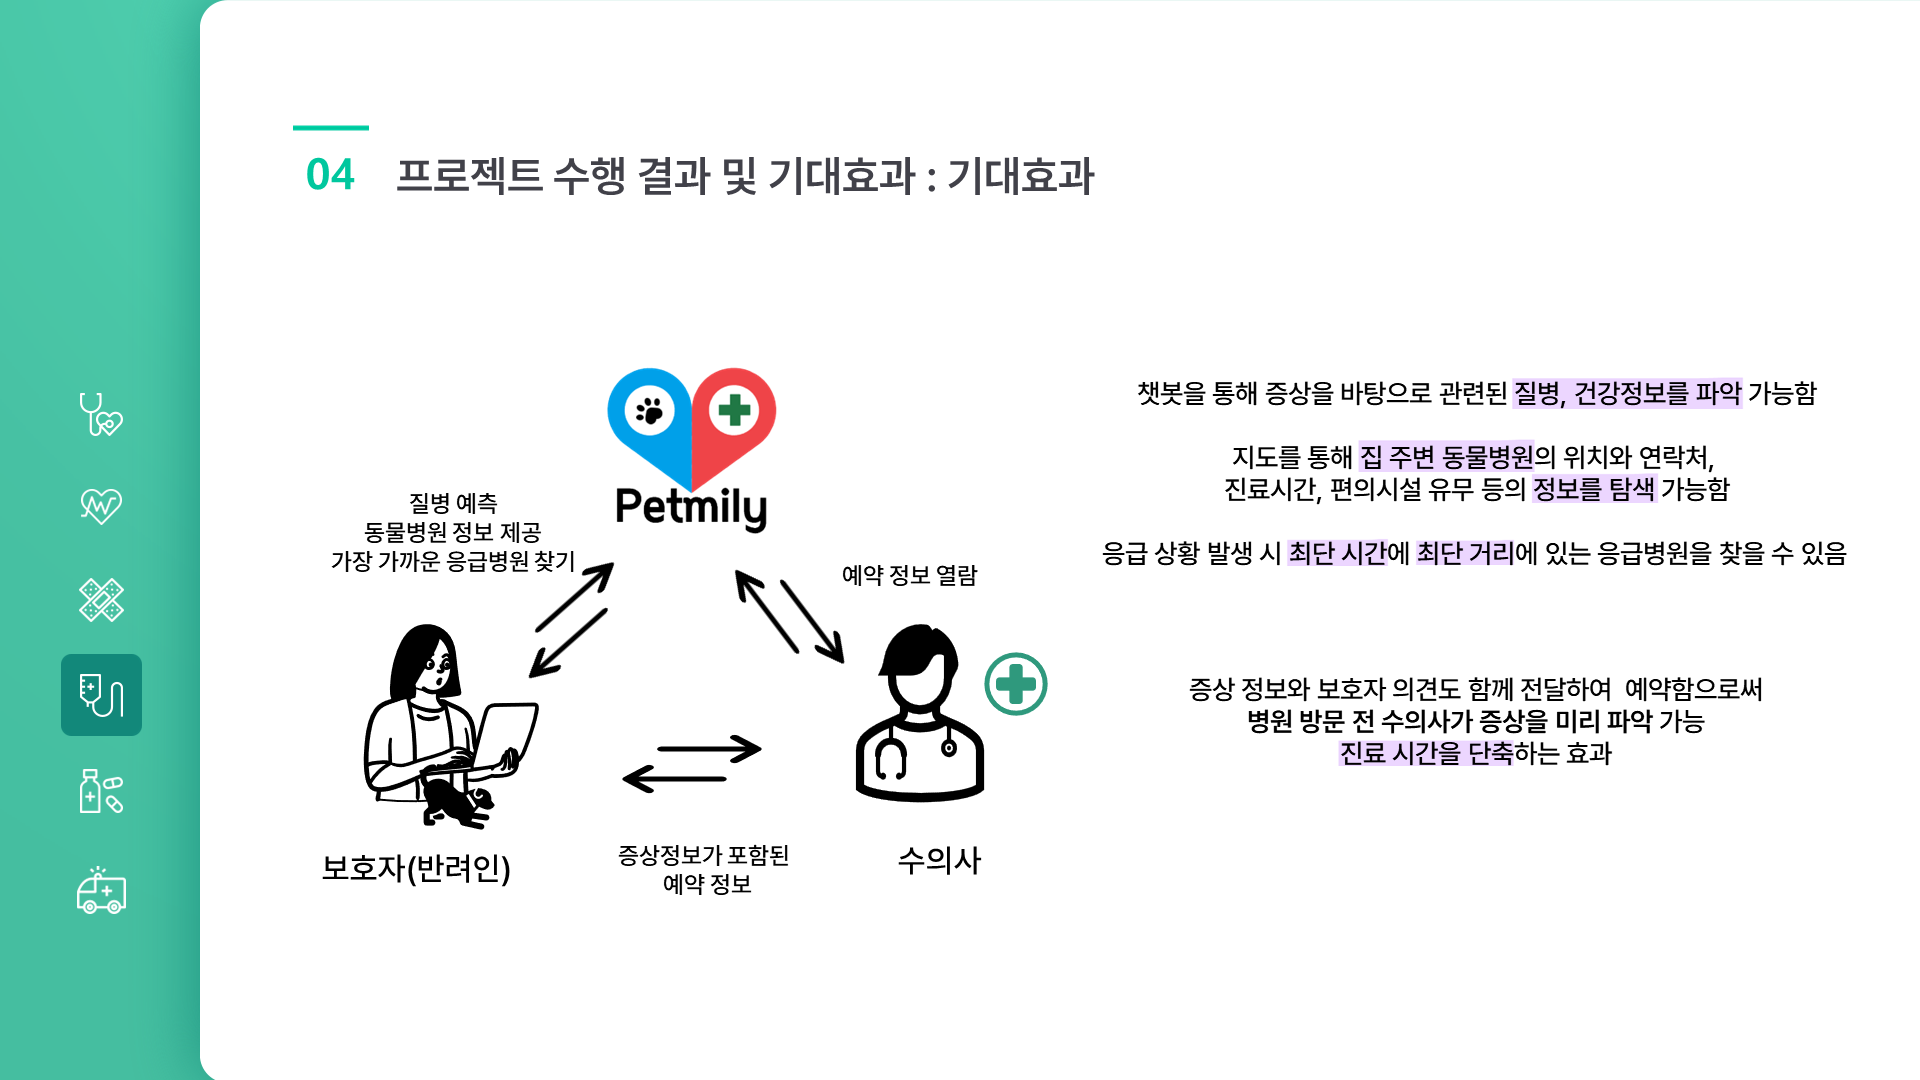 04 프로젝트 수행 결과 및 기대효과 : 기대효과
Petmily
질병 예측
동물병원 정보 제공
가장 가까운 응급병원 찾기
예약 정보 열람
보호자(반려인)
증상정보가 포함된
예약 정보
수의사
챗봇을 통해 증상을 바탕으로 관련된 질병, 건강정보를 파악 가능함
지도를 통해 집 주변 동물병원의 위치와 연락처,
진료시간, 편의시설 유무 등의 정보를 탐색 가능함
응급 상황 발생 시 최단 시간에 최단 거리에 있는 응급병원을 찾을 수 있음
증상 정보와 보호자 의견도 함께 전달하여 예약함으로써
병원 방문 전 수의사가 증상을 미리 파악 가능
진료 시간을 단축하는 효과